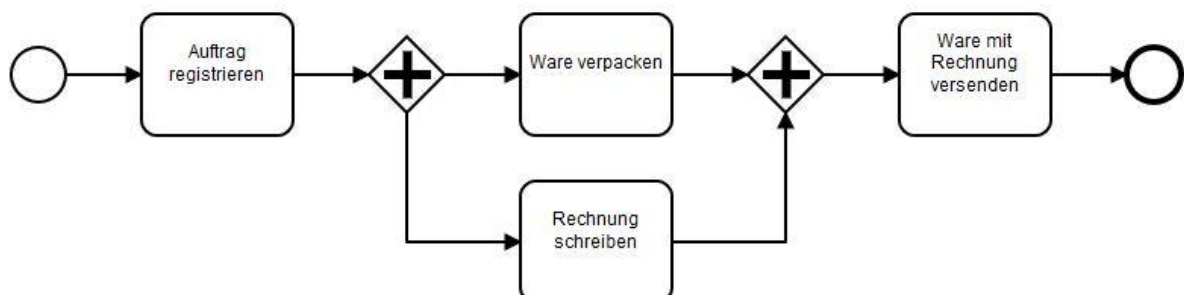 Auftrag
registrieren
Ware verpacken
Rechnung
schreiben
Ware mit
Rechnung
versenden